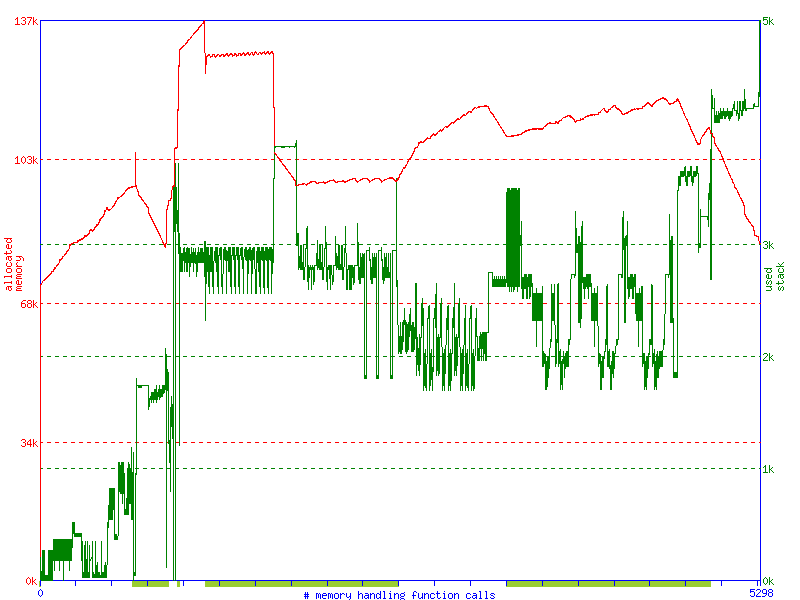 137k
5k
103k
allocated
memory
3k
used
stack
68k
2k
34k
1k
0k
0k
0
# memory handling function calls
5298